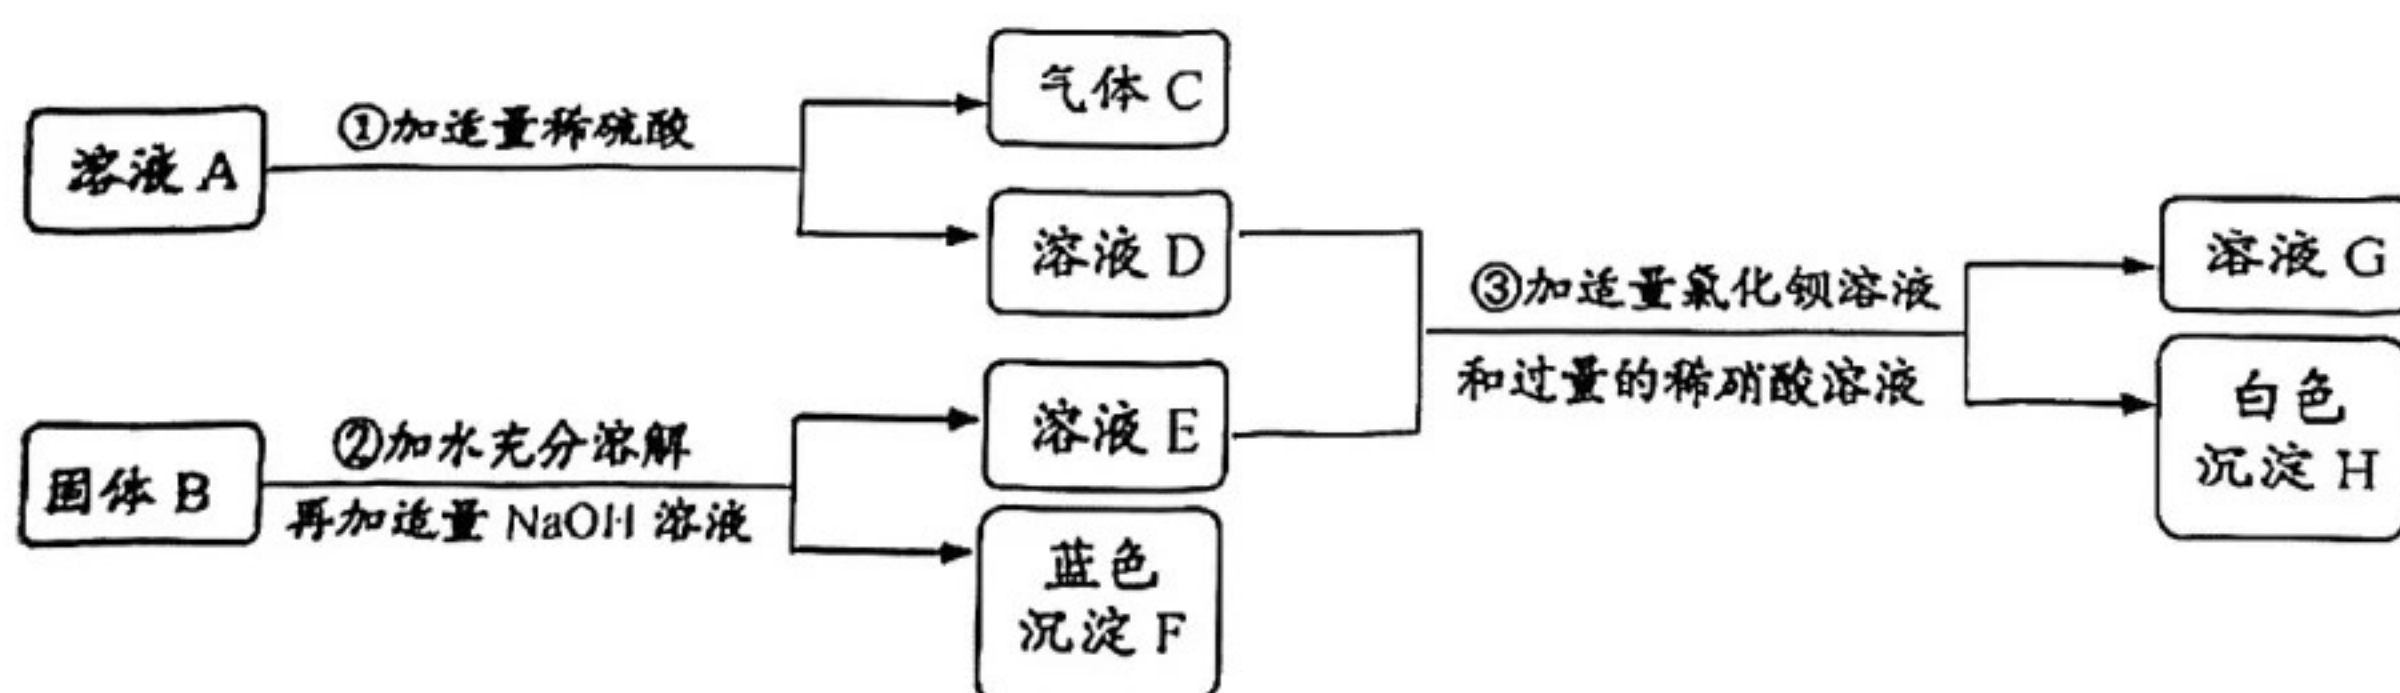 气体 C
①加适量稀硫酸
溶液 A
溶液 D
溶液 G
③加适量氯化钡溶液
和过量的稀硝酸溶液
白色
沉淀 H
溶液 E
②加水充分溶解
固体 B
再加适量 NaOH 溶液
蓝色
沉淀 F